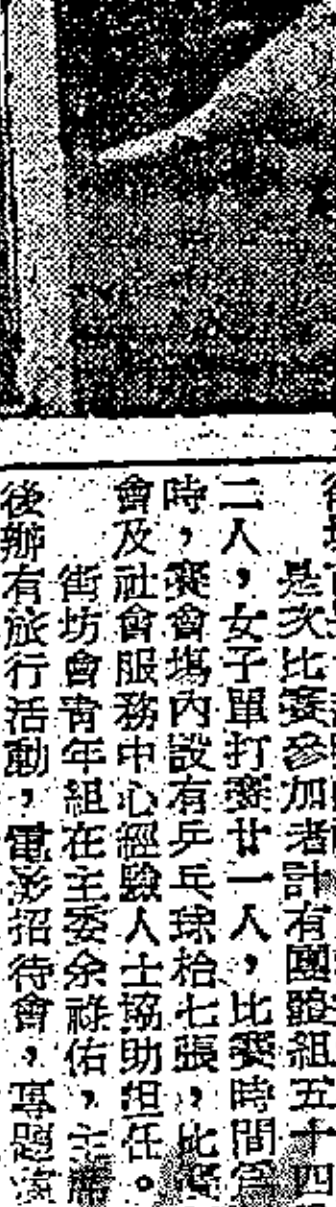 是次比賽參加者計有團體組五十四
二人，女子單打賽廿一人，比賽時間
時，賽會塲內設有乒乓球枱七張，比
會及社會服務中心經驗人士協助担任。
街坊會靑年組在主委余祿佑，主席
後辦有旅行活動，電影招待會，專題